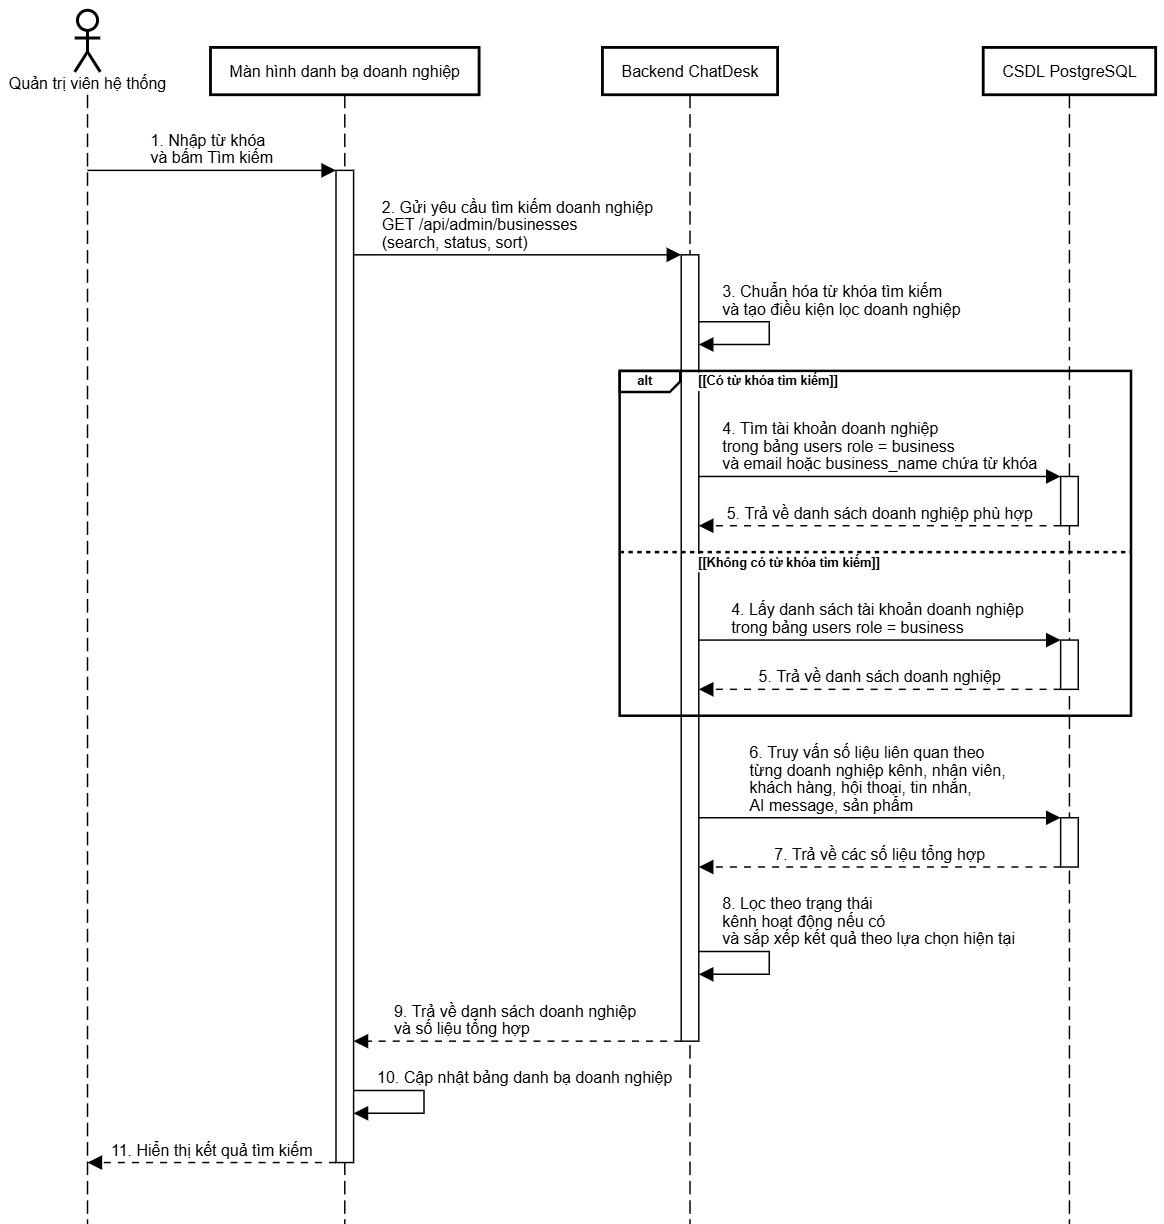 Quản trị viên hệ thống
Màn hình danh bạ doanh nghiệp
Backend ChatDesk
CSDL PostgreSQL
1. Nhập từ khóa
và bấm Tìm kiếm
2. Gửi yêu cầu tìm kiếm doanh nghiệp
GET /api/admin/businesses
(search, status, sort)
3. Chuẩn hóa từ khóa tìm kiếm
và tạo điều kiện lọc doanh nghiệp
alt
[[Có từ khóa tìm kiếm]]
4. Tìm tài khoản doanh nghiệp
trong bảng users role = business
và email hoặc business_name chứa từ khóa
5. Trả về danh sách doanh nghiệp phù hợp
[[Không có từ khóa tìm kiếm]]
4. Lấy danh sách tài khoản doanh nghiệp
trong bảng users role = business
5. Trả về danh sách doanh nghiệp
6. Truy vấn số liệu liên quan theo
từng doanh nghiệp kênh, nhân viên,
khách hàng, hội thoại, tin nhắn,
AI message, sản phẩm
7. Trả về các số liệu tổng hợp
8. Lọc theo trạng thái
kênh hoạt động nếu có
và sắp xếp kết quả theo lựa chọn hiện tại
9. Trả về danh sách doanh nghiệp
và số liệu tổng hợp
10. Cập nhật bảng danh bạ doanh nghiệp
11. Hiển thị kết quả tìm kiếm